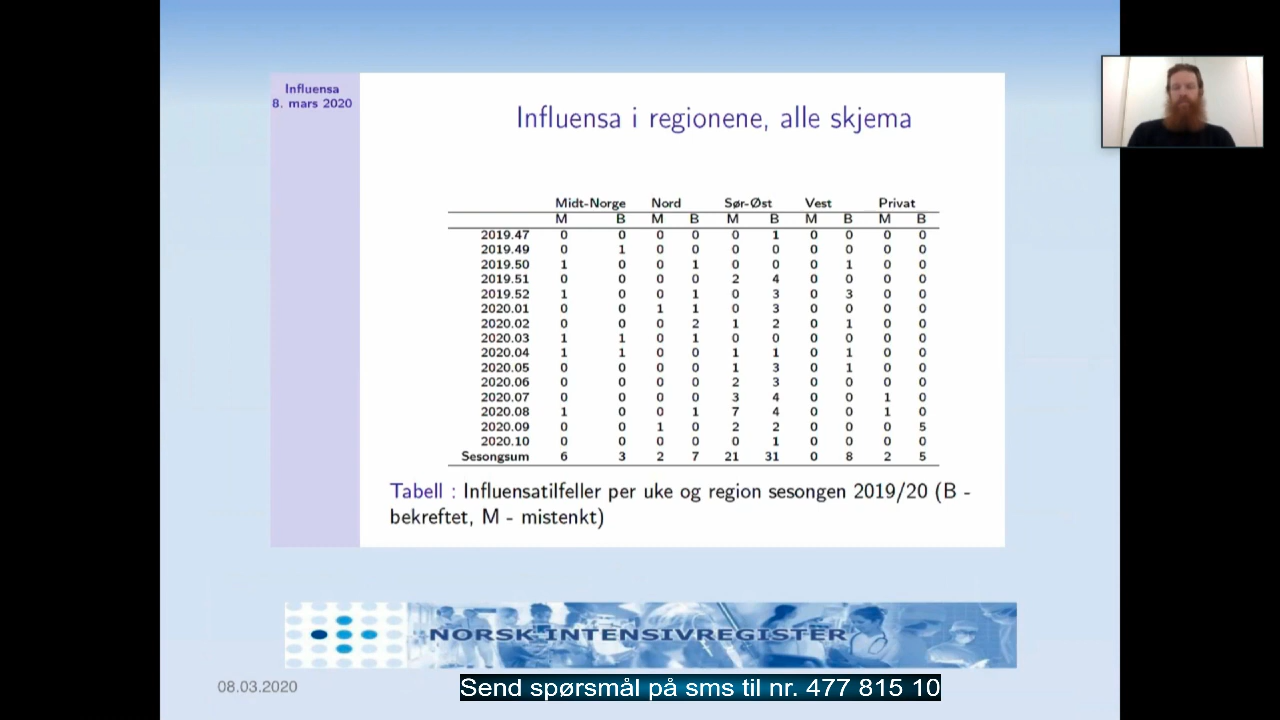 Influensa
8. mars 2020
Influensa i regionene, alle skjema
Midt-Norge Nord Sør-Øst Vest Privat
M B M B M B M B M B
2019.47 0 0 0 0 0 1 0 0 0 0
2019.49 0 1 0 0 0 0 0 0 0 0
2019.50 1 0 0 1 0 0 0 1 0 0
2019.51 0 0 0 0 2 4 0 0 0 0
2019.52 1 0 0 1 0 3 0 3 0 0
2020.01 0 0 1 1 0 3 0 0 0 0
2020.02 0 0 0 2 1 2 0 1 0 0
2020.03 1 1 0 1 0 0 0 0 0 0
2020.04 1 1 0 0 1 1 0 1 0 0
2020.05 0 0 0 0 1 3 0 1 0 0
2020.06 0 0 0 0 2 3 0 0 0 0
2020.07 0 0 0 0 3 4 0 0 1 0
2020.08 1 0 0 1 7 4 0 0 1 0
2020.09 0 0 1 0 2 2 0 0 0 5
2020.10 0 0 0 0 0 1 0 0 0 0
Sesongsum 6 3 2 7 21 31 0 8 2 5
Tabell : Influensatilfeller per uke og region sesongen 2019/20 (B -
bekreftet, M - mistenkt)
NORSK INTENSIVREGISTER
08.03.2020
Send spørsmål på sms til nr. 477 815 10